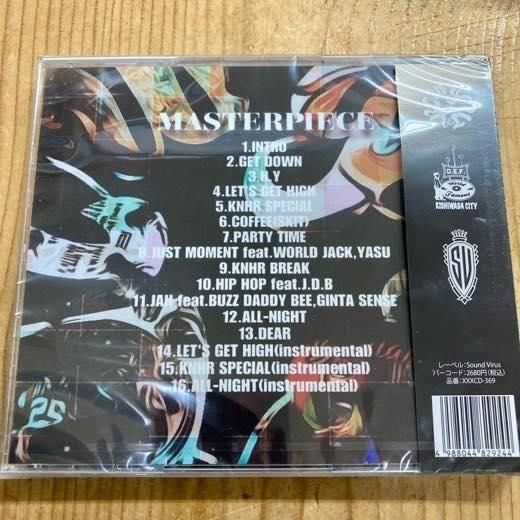 MASTERPIECE
1.INTRO
2.GET DOWN
3.H.Y
4.LET'S GET HIGH
5.KNHR SPECIAL
6.COFFEE(SKIT)
7.PARTY TIME
8.JUST MOMENT feat.WORLD JACK,YASU
9.KNHR BREAK
10.HIP HOP feat.J.D.B
11.JAH feat.BUZZ DADDY BEE,GINTA SENSE
12.ALL-NIGHT
13.DEAR
14.LET'S GET HIGH(instrumental)
15.KNHR SPECIAL(instrumental)
16.ALL-NIGHT(instrumental)
25
D.E.F.
KISHIWADA CITY
SV
レーベル:Sound Virus
バーコード:2680円(税込)
品番:XXXCD-369
4 988044 829244